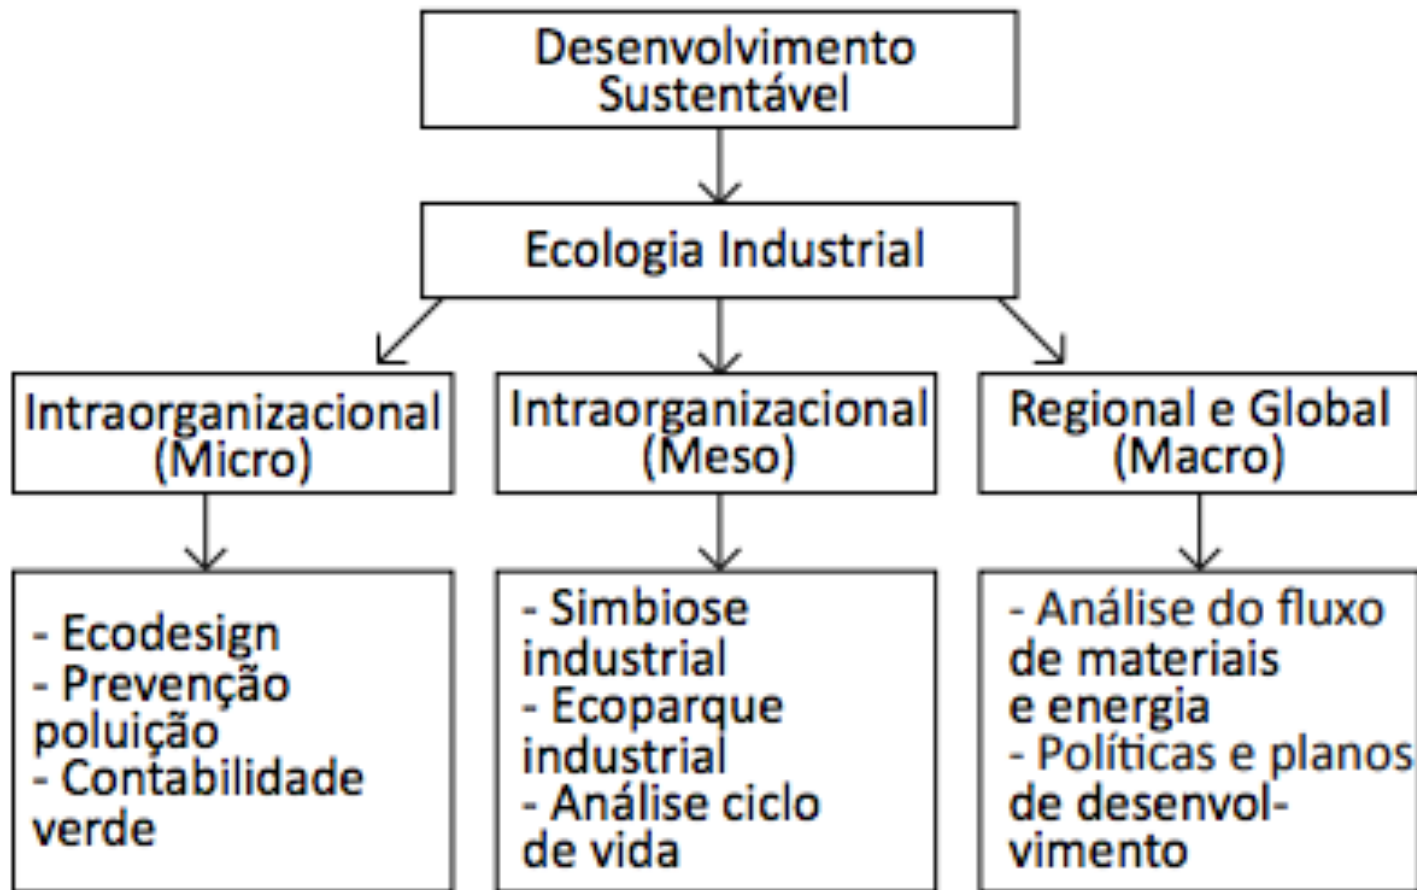 Desenvolvimento
Sustentável
Ecologia Industrial
Intraorganizacional
(Micro)
Intraorganizacional
(Meso)
Regional e Global
(Macro)
- Ecodesign
- Prevenção
poluição
- Contabilidade
verde
- Simbiose
industrial
- Ecoparque
industrial
- Análise ciclo
de vida
- Análise do fluxo
de materiais
e energia
- Políticas e planos
de desenvol-
vimento